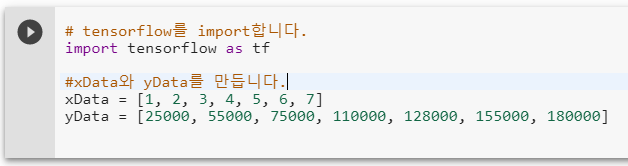 # tensorflow를 import합니다.
import tensorflow as tf
#xData와 yData를 만듭니다.
xData = [1, 2, 3, 4, 5, 6, 7]
yData = [25000, 55000, 75000, 110000, 128000, 155000, 180000]